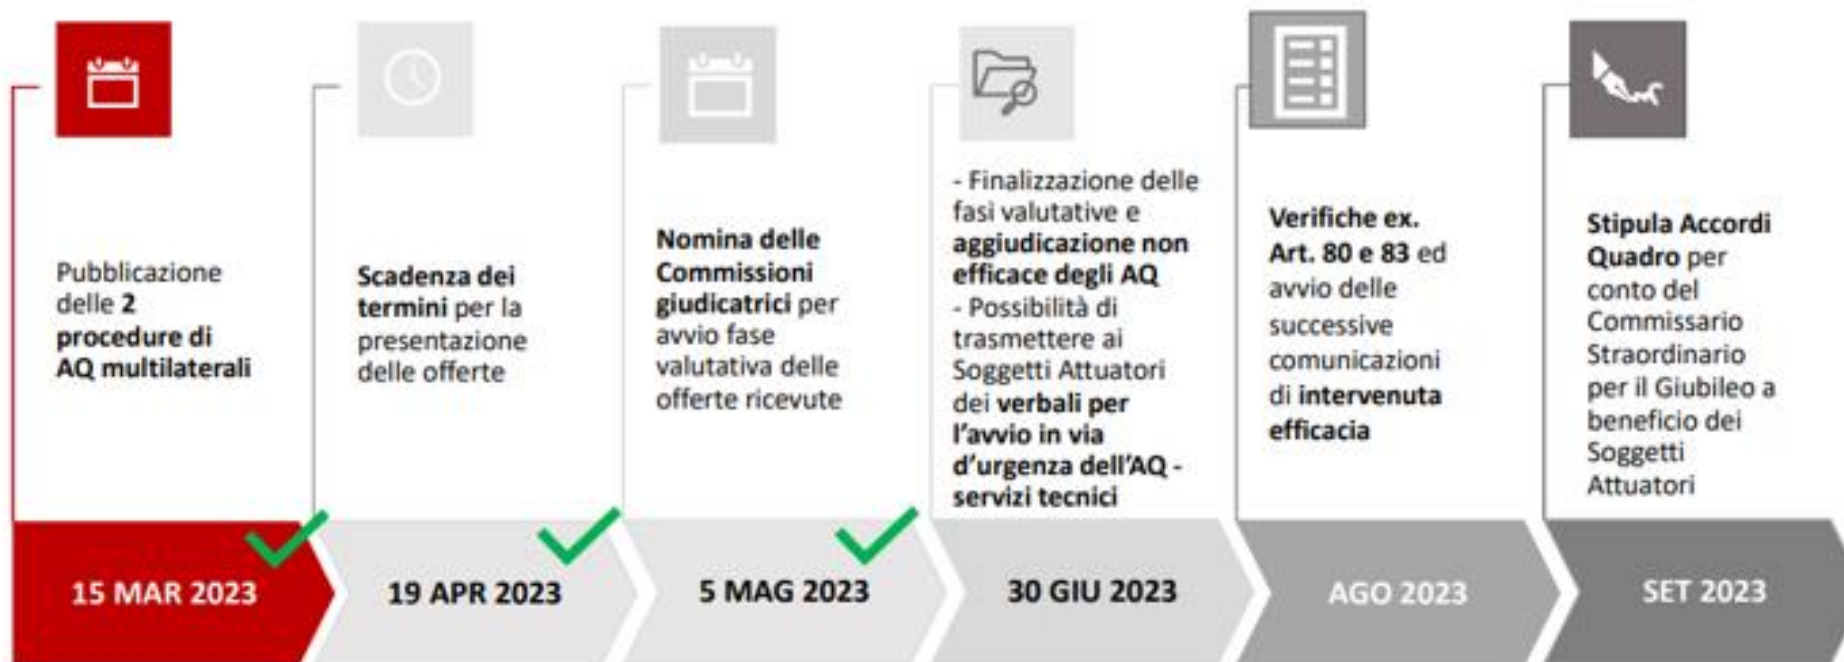 Pubblicazione
delle 2
procedure di
AQ multilaterali
15 MAR 2023
Scadenza dei
termini per la
presentazione
delle offerte
19 APR 2023
Nomina delle
Commissioni
giudicatrici per
avvio fase
valutativa delle
offerte ricevute
5 MAG 2023
- Finalizzazione delle
fasi valutative e
aggiudicazione non
efficace degli AQ
- Possibilità di
trasmettere ai
Soggetti Attuatori
dei verbali per
l'avvio in via
d'urgenza dell'AQ -
servizi tecnici
30 GIU 2023
Verifiche ex.
Art. 80 e 83 ed
avvio delle
successive
comunicazioni
di intervenuta
efficacia
AGO 2023
Stipula Accordi
Quadro per
conto del
Commissario
Straordinario
per il Giubileo a
beneficio dei
Soggetti
Attuatori
SET 2023